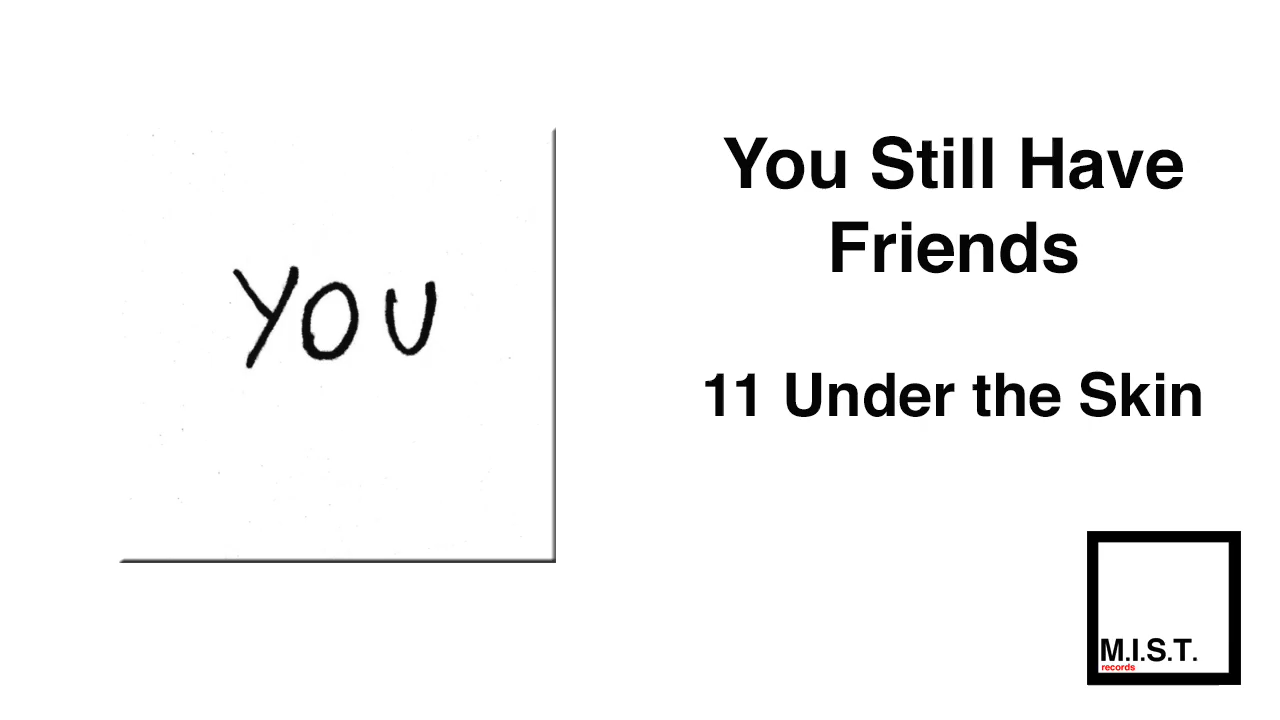 YOU
You Still Have
Friends
11 Under the Skin
M.I.S.T.
records